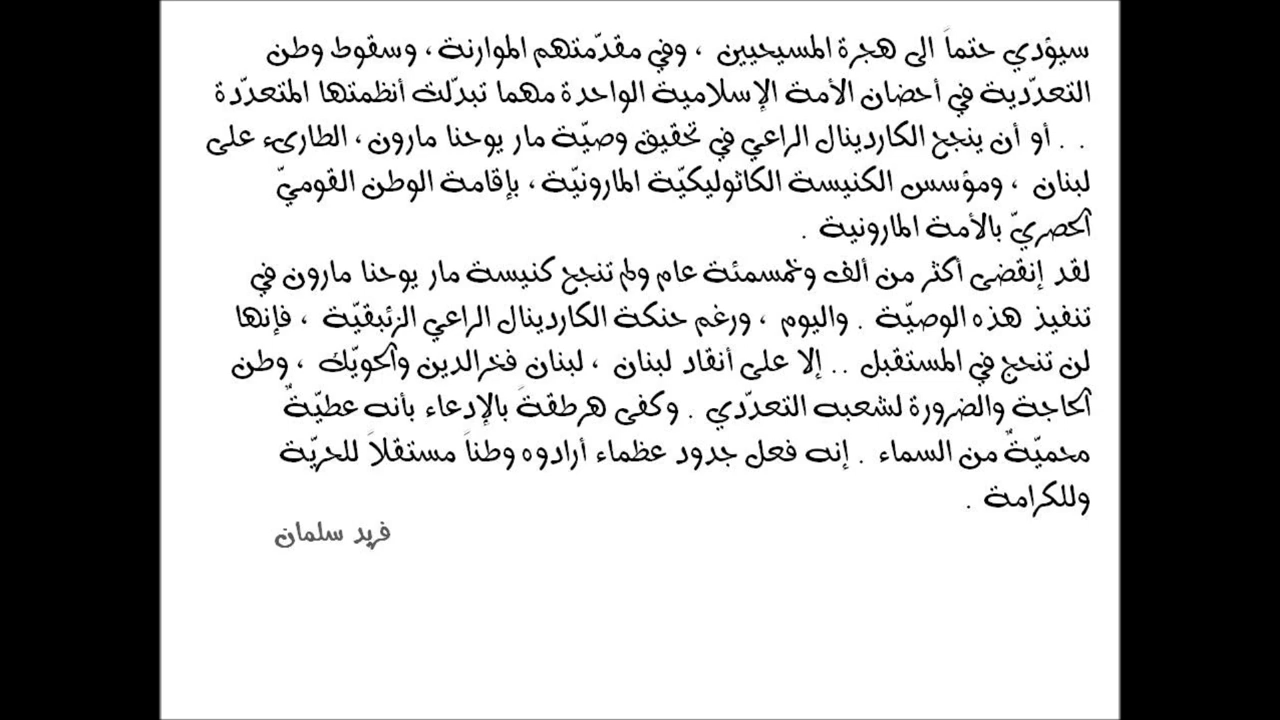 سيؤدي حتماً الى هجرة المسيحيين ، وفي مقدّمتهم الموارنة ، وسقوط وطن
التعدّدية في أحضان الأمة الإسلامية الواحدة مهما تبدّلت أنظمتها المتعدّدة
. . أو أن ينجح الكاردينال الراعي في تحقيق وصيّة مار يوحنا مارون ، الطارىء على
لبنان ، ومؤسس الكنيسة الكاثوليكيّة المارونيّة ، بإقامة الوطن القوميّ
الحصريّ بالأمة المارونية .
لقد إنقضى أكثر من ألف وخمسمئة عام ولم تنجح كنيسة مار يوحنا مارون في
تنفيذ هذه الوصيّة . واليوم ، ورغم حنكة الكاردينال الراعي الزئبقيّة ، فإنها
لن تنجح في المستقبل .. إلا على أنقاد لبنان ، لبنان فخرالدين والحويّك ، وطن
الحاجة والضرورة لشعبه التعدّدي . وكفى هرطقةً بالإدعاء بأنه عطيّةٌ
محميّةٌ من السماء . إنه فعل جدود عظماء أرادوه وطناً مستقلاً للحريّة
وللكرامة .
فريد سلمان